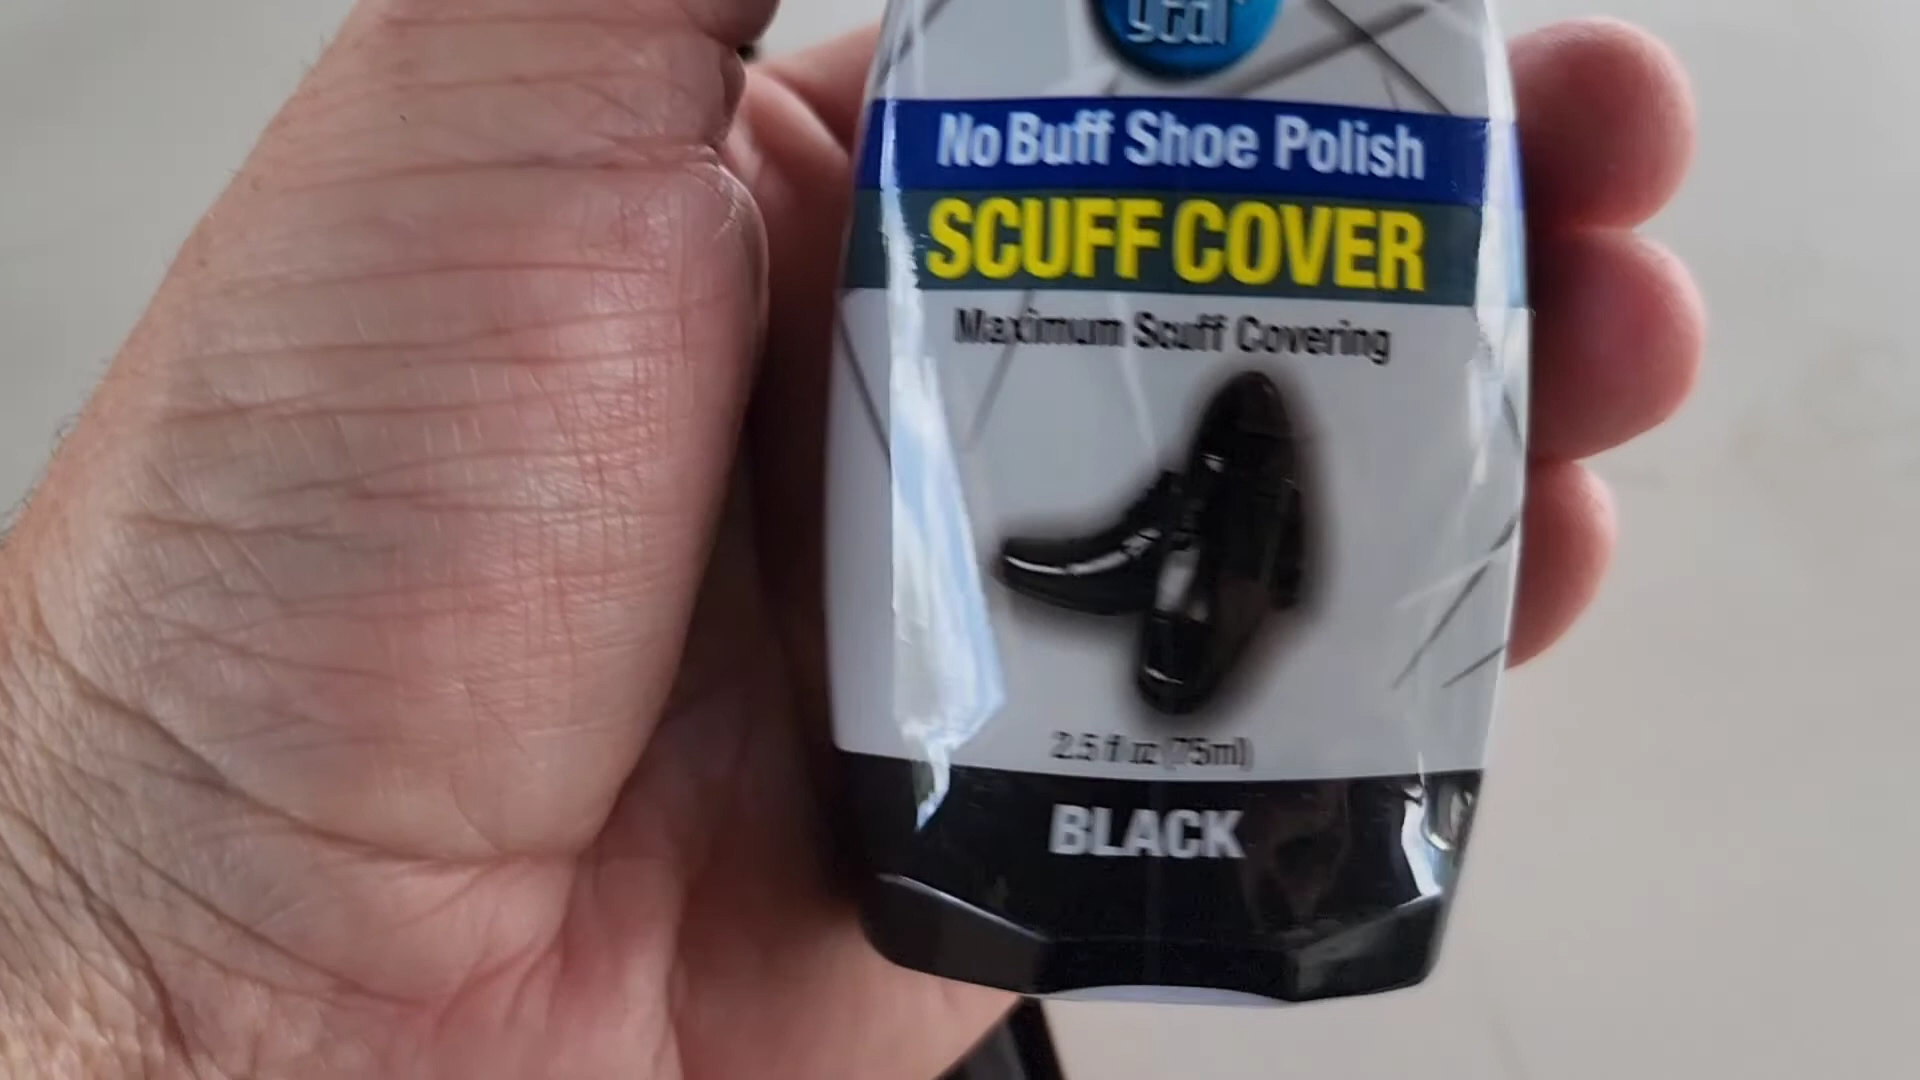 No Buff Shoe Polish
SCUFF COVER
Maximum Scuff Covering
2.5 fl oz (75ml)
BLACK